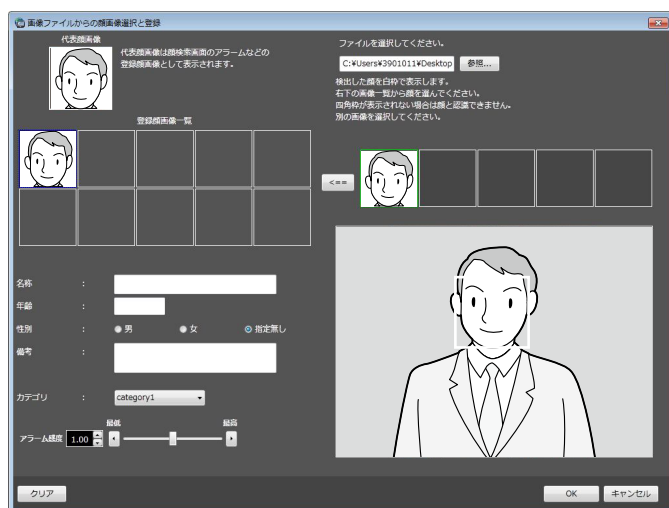 画像ファイルからの顔画像選択と登録
代表顔画像
代表顔画像は顔検索画面のアラームなどの
登録顔画像として表示されます。
登録顔画像一覧
ファイルを選択してください。
C:¥Users¥3901011¥Desktop
参照...
検出した顔を白枠で表示します。
右下の画像一覧から顔を選んでください。
四角枠が表示されない場合は顔と認識できません。
別の画像を選択してください。
<==
名称 :
年齢 :
性別 : 男 女 指定無し
備考 :
カテゴリ : category1
最低 最高
アラーム感度 1.00
クリア
OK キャンセル